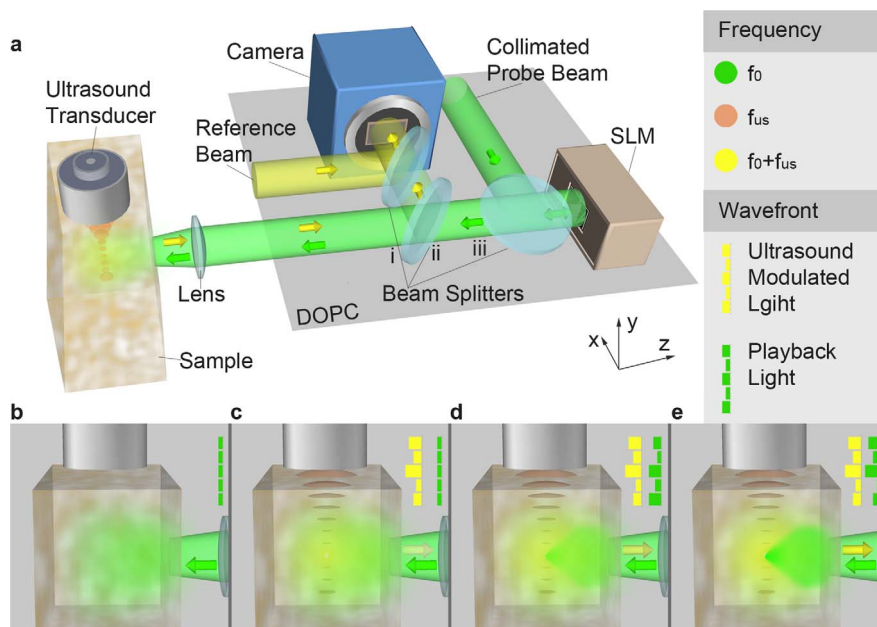 a
Camera
Collimated
Probe Beam
Ultrasound
Transducer
Reference
Beam
SLM
i
ii
iii
Lens
Beam Splitters
DOPC
Sample
x
y
z
Frequency
f₀
fus
f₀+fus
Wavefront
Ultrasound
Modulated
Lgiht
Playback
Light
b
c
d
e